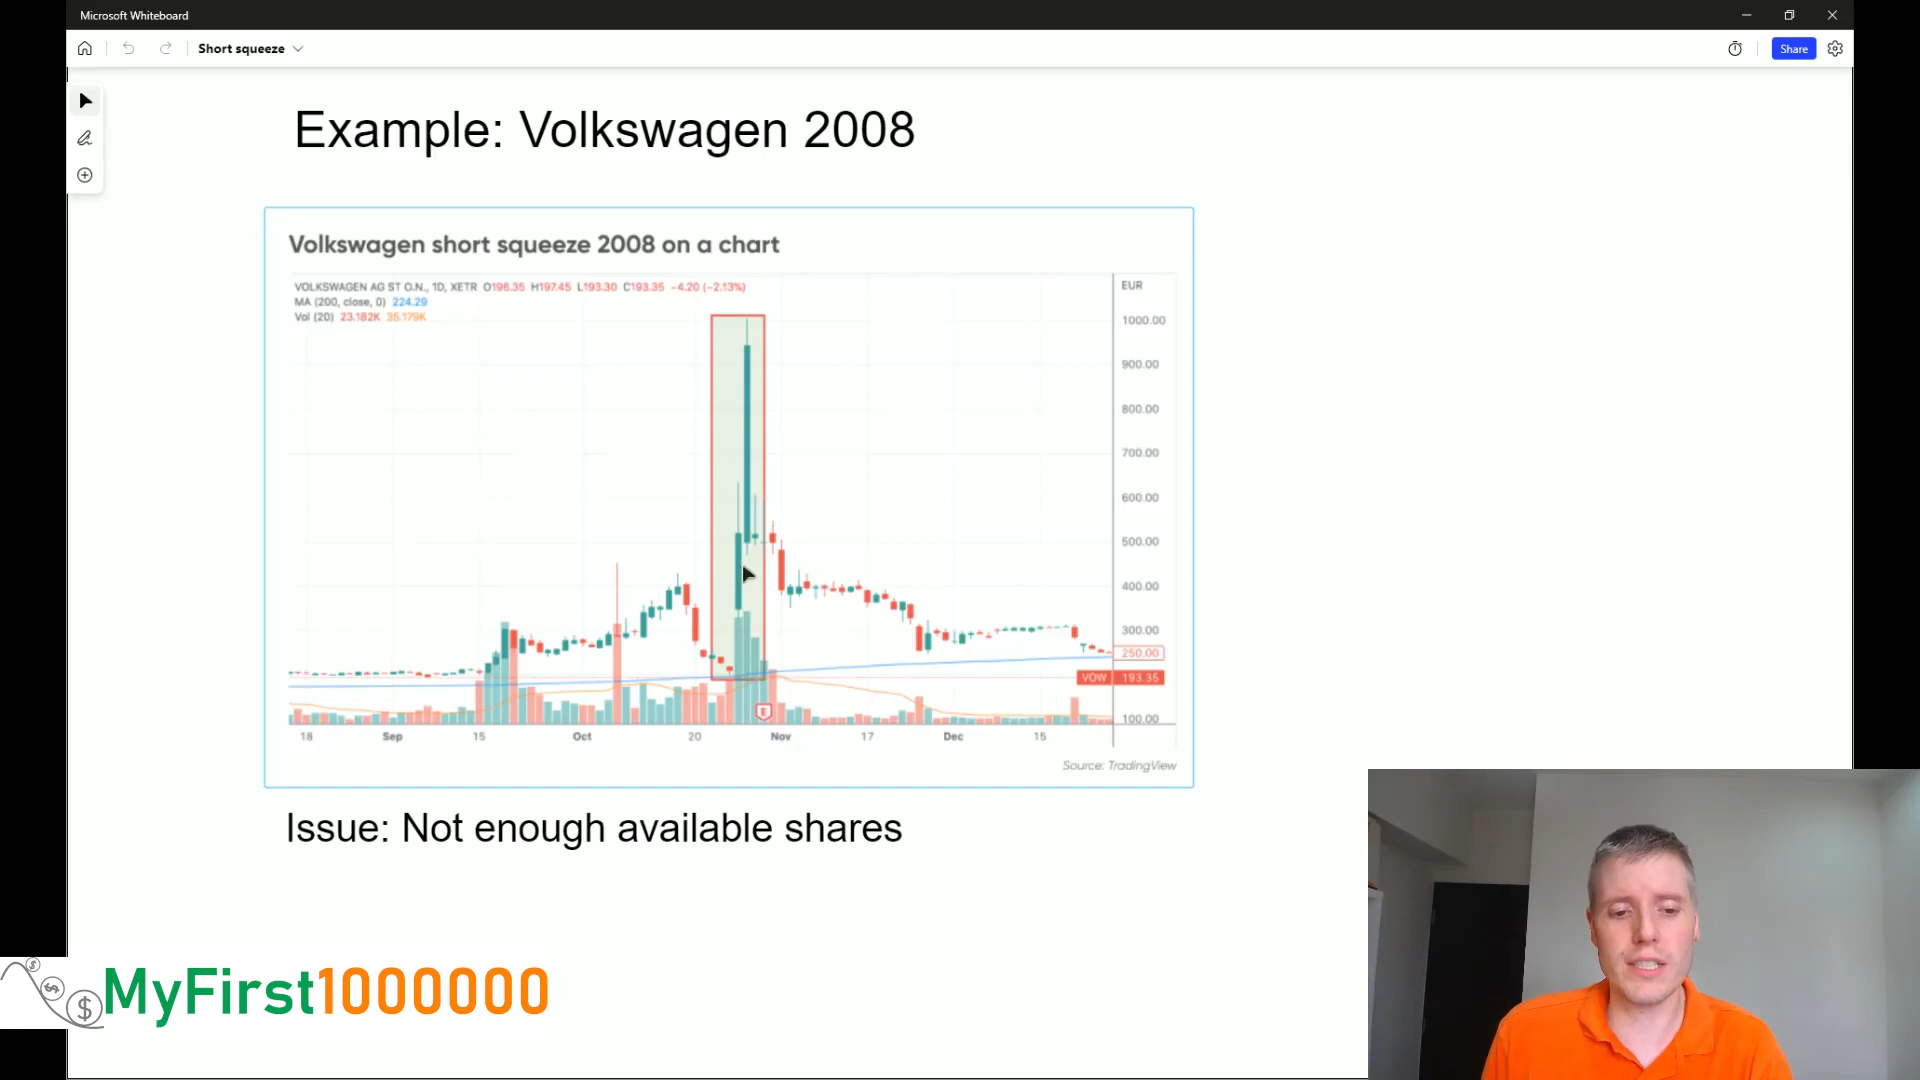 Microsoft Whiteboard
Short squeeze
Share
Example: Volkswagen 2008
Volkswagen short squeeze 2008 on a chart
VOLKSWAGEN AG ST O.N., 1D, XETR O196.35 H197.45 L193.30 C193.35 −4.20 (−2.13%)
MA (200, close, 0) 224.29
Vol (20) 23.182K 35.179K
EUR
1000.00
900.00
800.00
700.00
600.00
500.00
400.00
300.00
250.00
VOW 193.35
100.00
E
18 Sep 15 Oct 20 Nov 17 Dec 15
Source: TradingView
Issue: Not enough available shares
MyFirst1000000